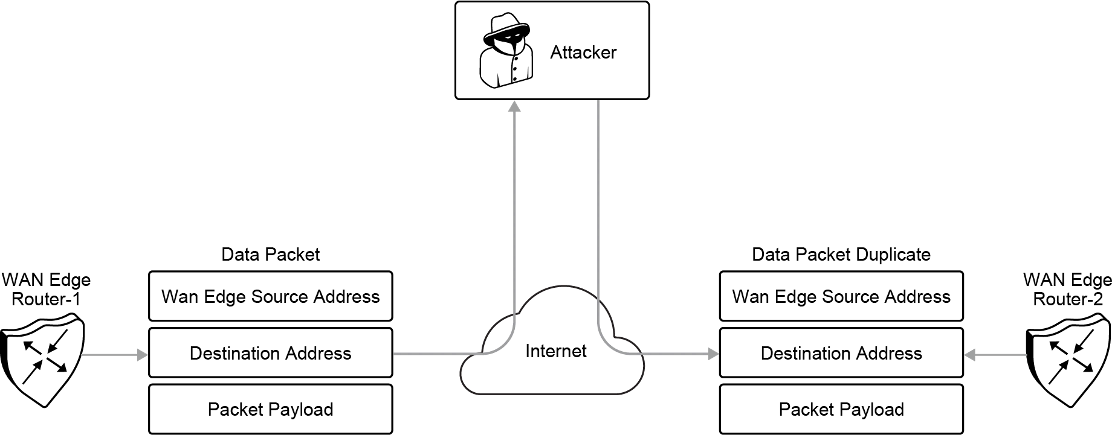 Attacker
Data Packet
Data Packet Duplicate
WAN Edge
Router-1
Wan Edge Source Address
Wan Edge Source Address
WAN Edge
Router-2
Destination Address
Internet
Destination Address
Packet Payload
Packet Payload